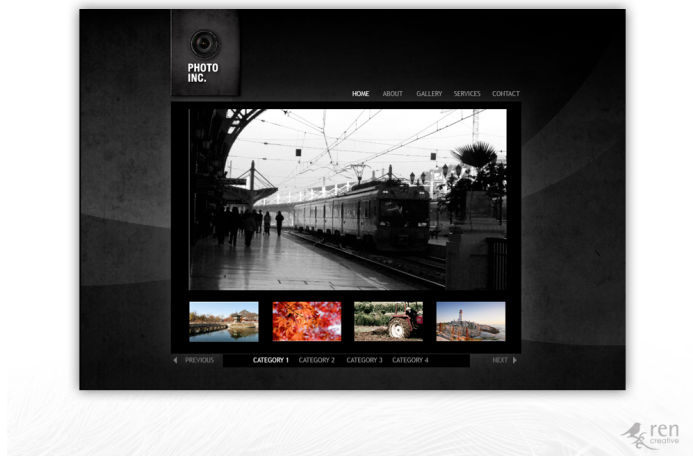 PHOTO
INC.
HOME ABOUT GALLERY SERVICES CONTACT
PREVIOUS CATEGORY 1 CATEGORY 2 CATEGORY 3 CATEGORY 4 NEXT
ren
creative